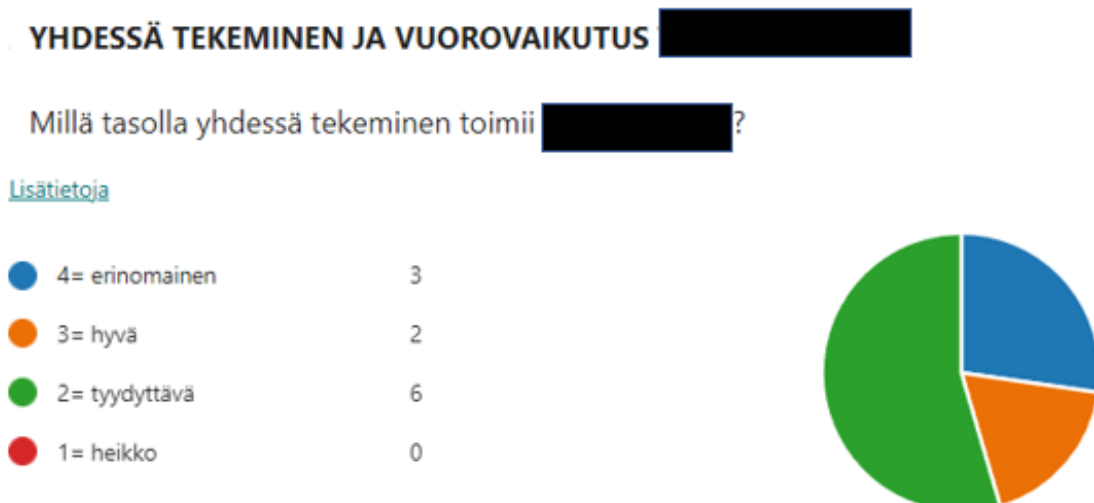 YHDESSÄ TEKEMINEN JA VUOROVAIKUTUS
Millä tasolla yhdessä tekeminen toimii ?
Lisätietoja
4= erinomainen 3
3= hyvä 2
2= tyydyttävä 6
1= heikko 0